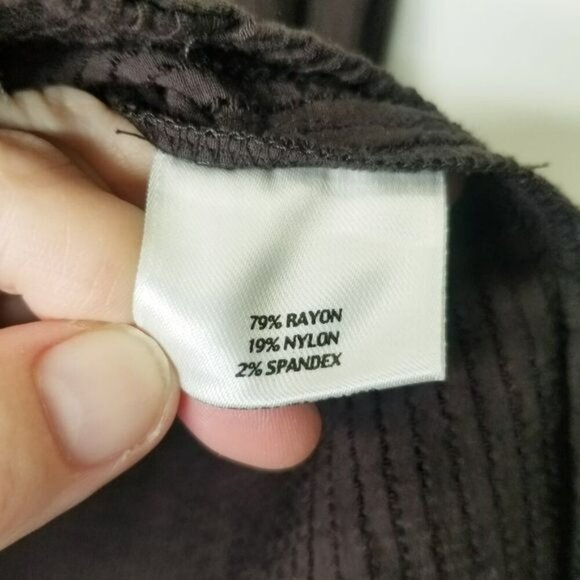 79% RAYON
19% NYLON
2% SPANDEX